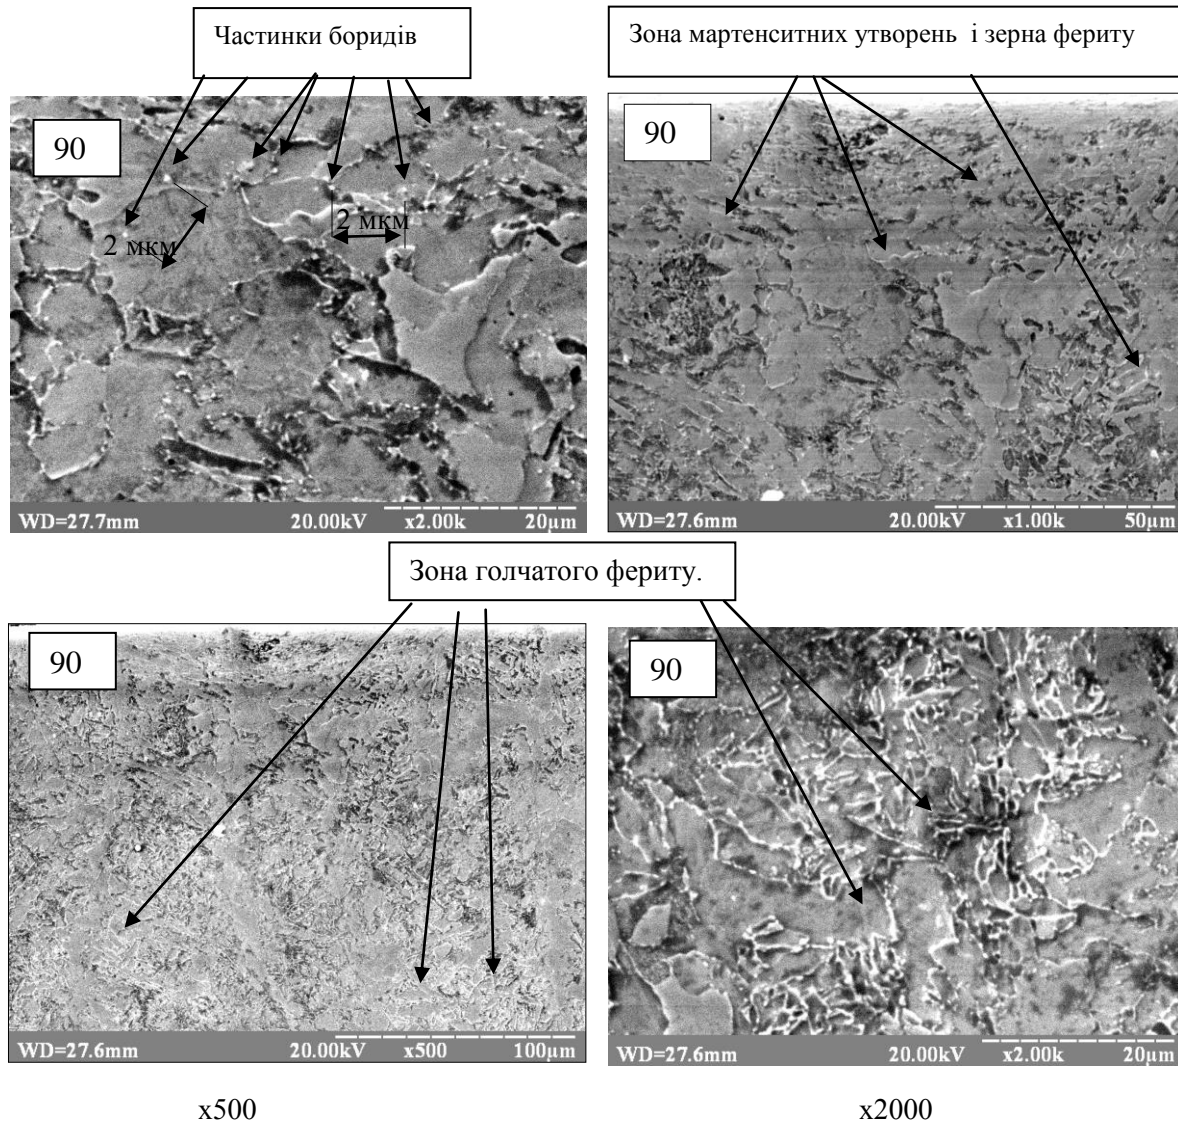 Частинки боридів
Зона мартенситних утворень і зерна фериту
90
90
2 мкм
2 мкм
WD=27.7mm 20.00kV x2.00k 20µm
WD=27.6mm 20.00kV x1.00k 50µm
Зона голчатого фериту.
90
90
WD=27.6mm 20.00kV x500 100µm
WD=27.6mm 20.00kV x2.00k 20µm
x500
x2000